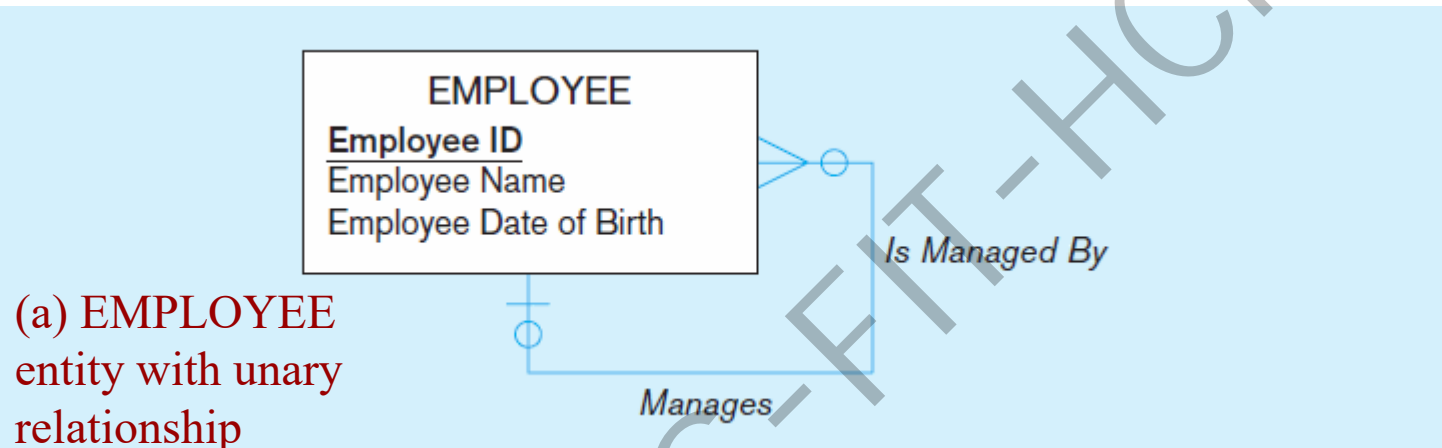 EMPLOYEE
Employee ID
Employee Name
Employee Date of Birth
Is Managed By
(a) EMPLOYEE
entity with unary
relationship
Manages